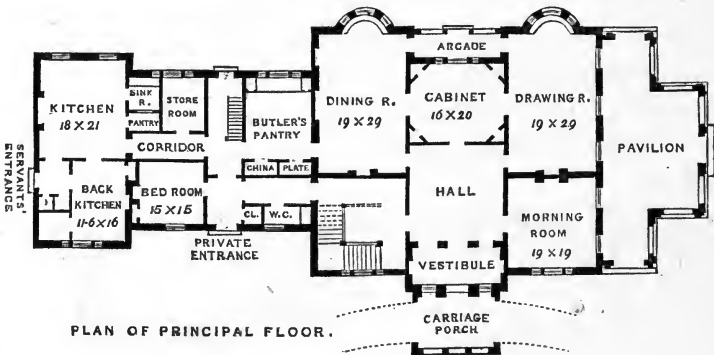 ARCADE
KITCHEN
18 X 21
SINK
R.
STORE
ROOM
PANTRY
BUTLER'S
PANTRY
DINING R.
19 X 29
CABINET
16 X 20
DRAWING R.
19 X 29
PAVILION
SERVANTS'
ENTRANCE
CORRIDOR
BACK
KITCHEN
11-6 X 16
BED ROOM
15 X 15
CHINA
PLATE
CL.
W.C.
HALL
MORNING
ROOM
19 X 19
PRIVATE
ENTRANCE
VESTIBULE
CARRIAGE
PORCH
PLAN OF PRINCIPAL FLOOR.